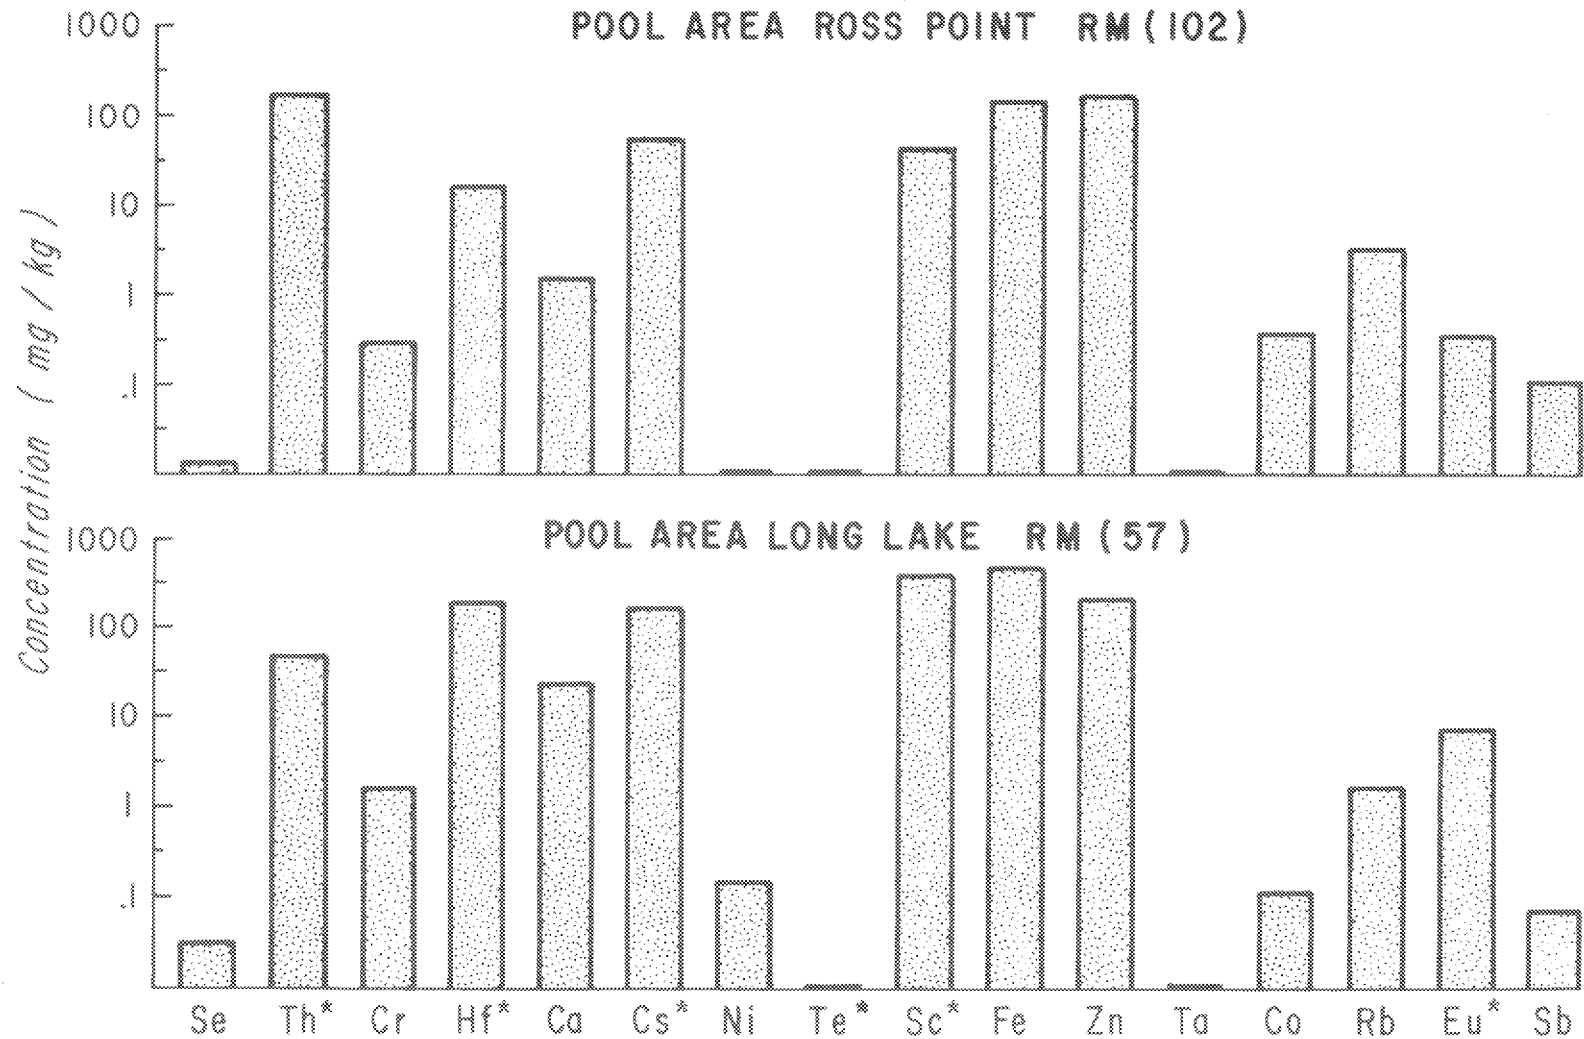 POOL AREA ROSS POINT RM (102)
1000
100
10
1
.1
Concentration ( mg / kg )
POOL AREA LONG LAKE RM (57)
1000
100
10
1
.1
Se Th* Cr Hf* Ca Cs* Ni Te* Sc* Fe Zn Ta Co Rb Eu* Sb